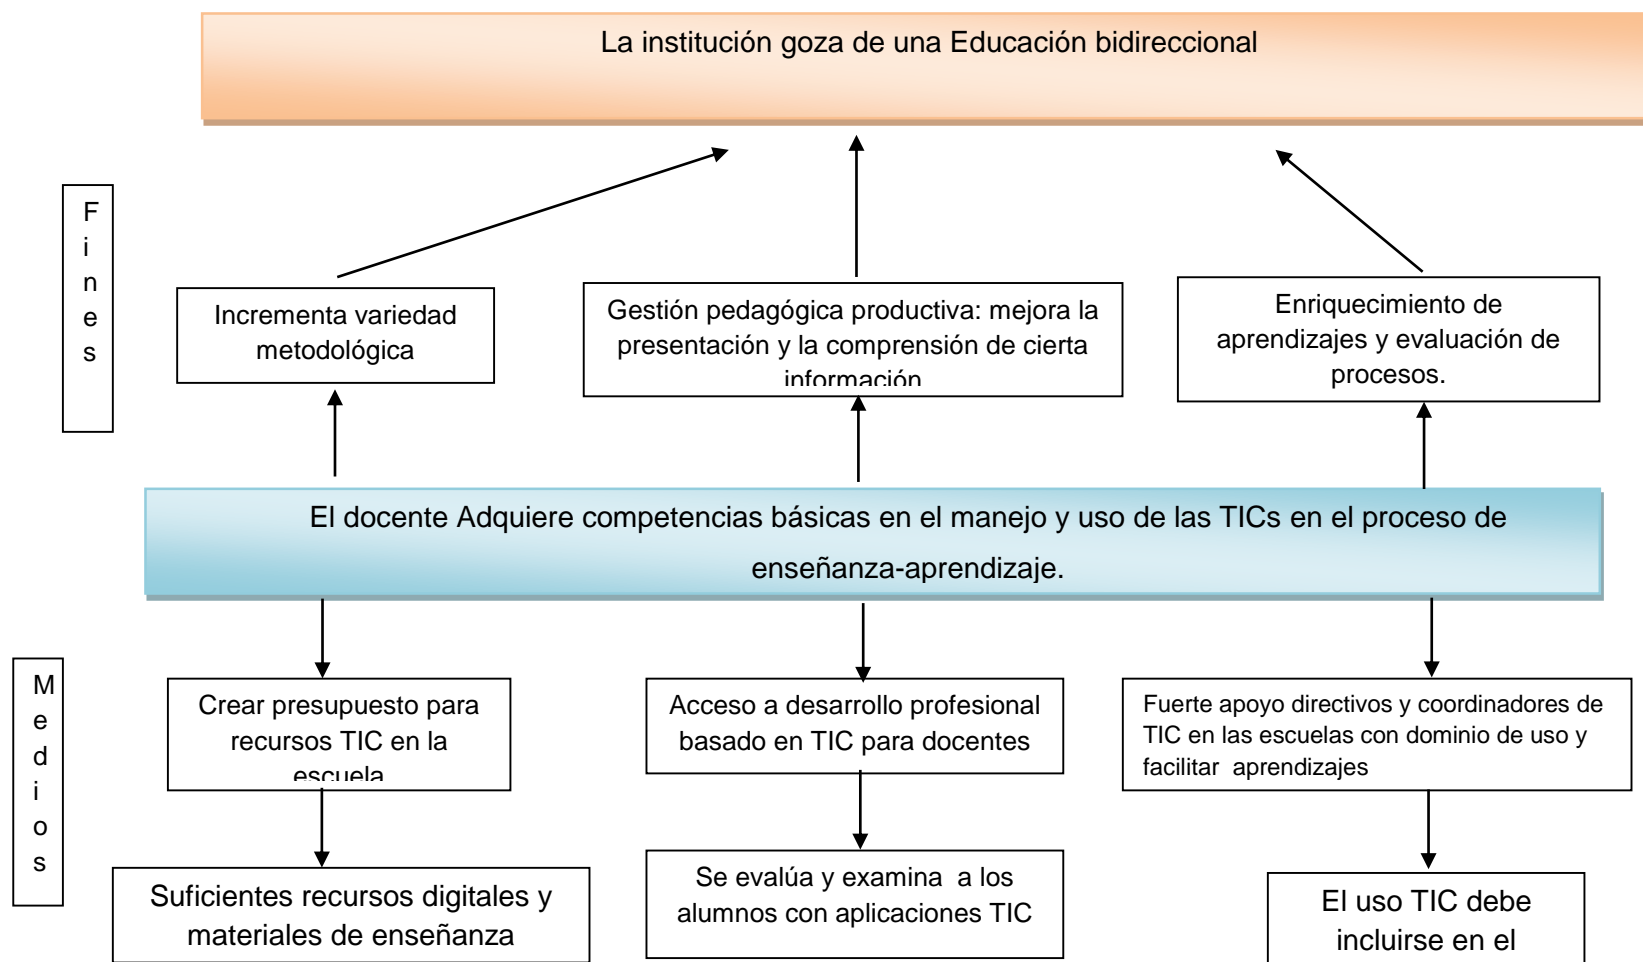 La institución goza de una Educación bidireccional
Fines
Incrementa variedad
metodológica
Gestión pedagógica productiva: mejora la
presentación y la comprensión de cierta
información
Enriquecimiento de
aprendizajes y evaluación de
procesos.
El docente Adquiere competencias básicas en el manejo y uso de las TICs en el proceso de
enseñanza-aprendizaje.
Medios
Crear presupuesto para
recursos TIC en la
escuela
Acceso a desarrollo profesional
basado en TIC para docentes
Fuerte apoyo directivos y coordinadores de
TIC en las escuelas con dominio de uso y
facilitar aprendizajes
Suficientes recursos digitales y
materiales de enseñanza
Se evalúa y examina a los
alumnos con aplicaciones TIC
El uso TIC debe
incluirse en el